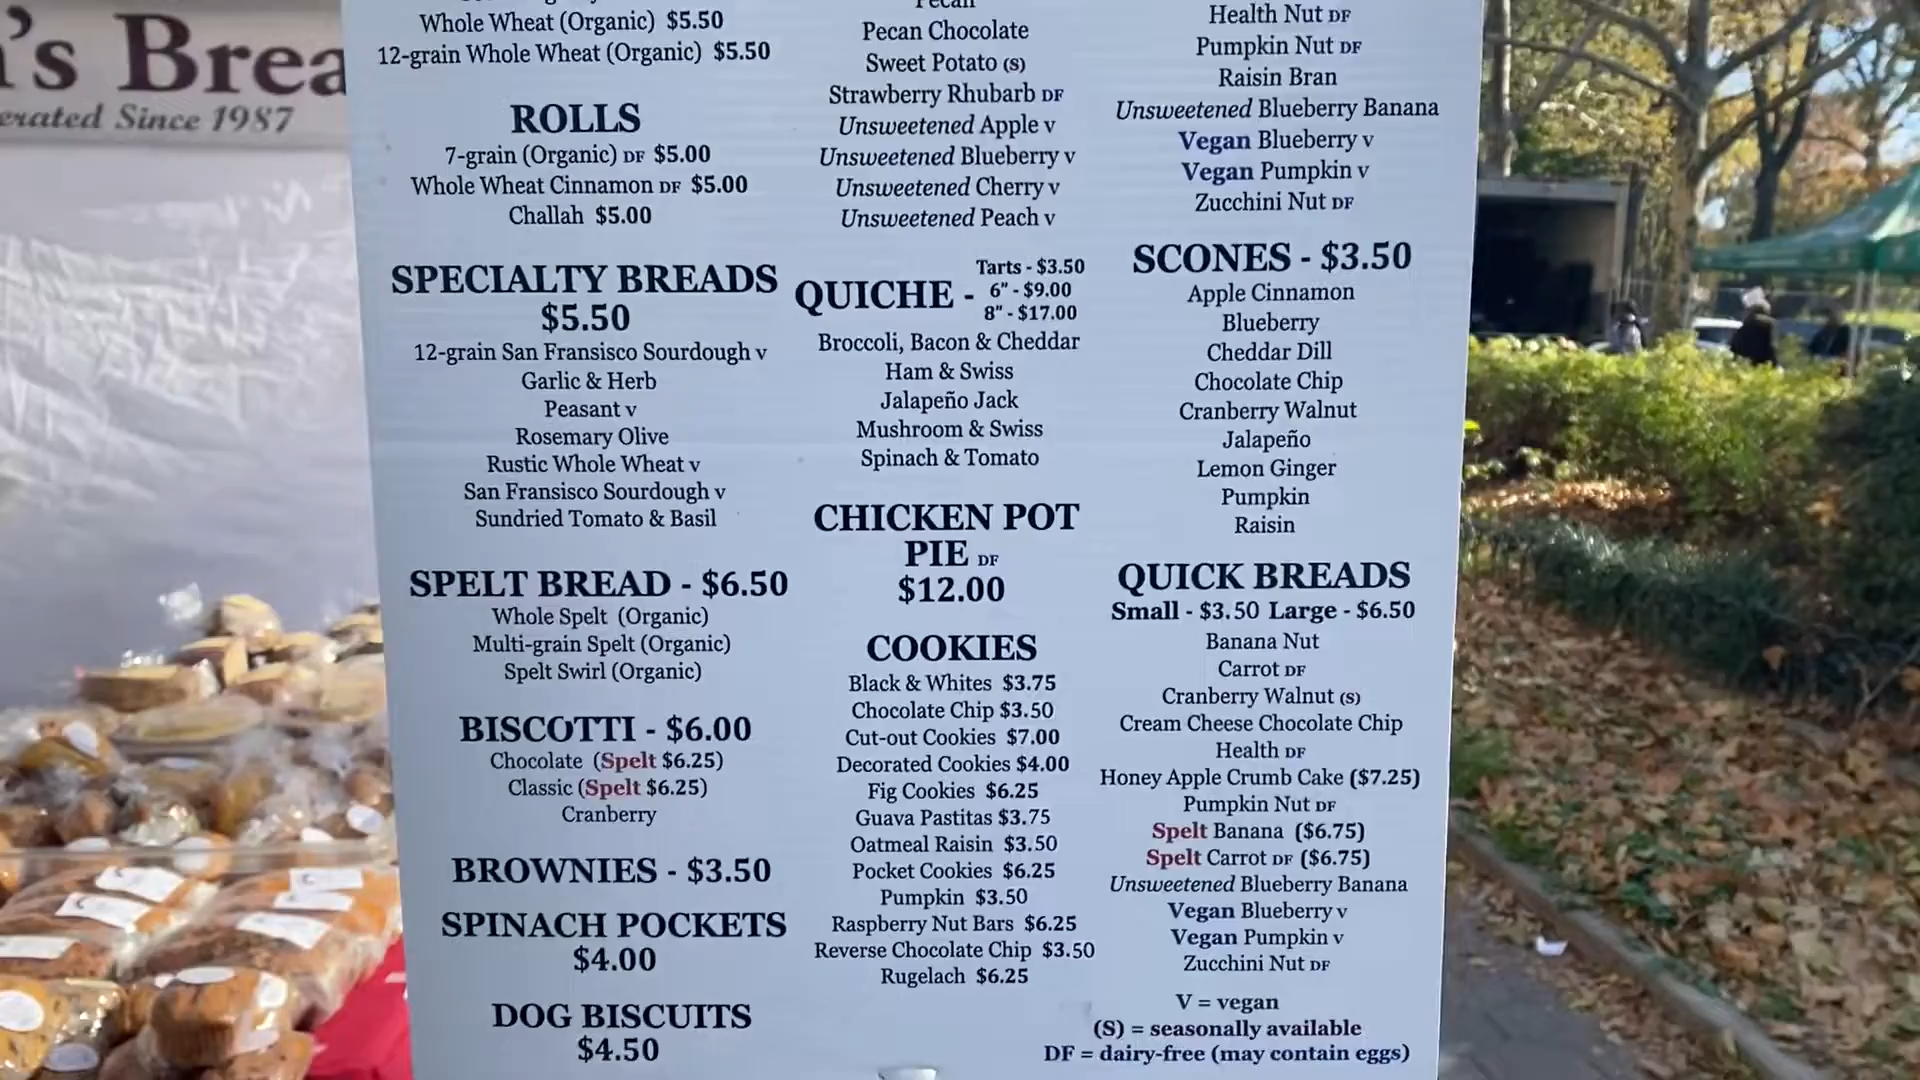 's Brea
erated Since 1987
Whole Wheat (Organic) $5.50
12-grain Whole Wheat (Organic) $5.50
ROLLS
7-grain (Organic) DF $5.00
Whole Wheat Cinnamon DF $5.00
Challah $5.00
SPECIALTY BREADS
$5.50
12-grain San Fransisco Sourdough v
Garlic & Herb
Peasant v
Rosemary Olive
Rustic Whole Wheat v
San Fransisco Sourdough v
Sundried Tomato & Basil
SPELT BREAD - $6.50
Whole Spelt (Organic)
Multi-grain Spelt (Organic)
Spelt Swirl (Organic)
BISCOTTI - $6.00
Chocolate (Spelt $6.25)
Classic (Spelt $6.25)
Cranberry
BROWNIES - $3.50
SPINACH POCKETS
$4.00
DOG BISCUITS
$4.50
Pecan
Pecan Chocolate
Sweet Potato (s)
Strawberry Rhubarb DF
Unsweetened Apple v
Unsweetened Blueberry v
Unsweetened Cherry v
Unsweetened Peach v
QUICHE -
Tarts - $3.50
6" - $9.00
8" - $17.00
Broccoli, Bacon & Cheddar
Ham & Swiss
Jalapeño Jack
Mushroom & Swiss
Spinach & Tomato
CHICKEN POT
PIE DF
$12.00
COOKIES
Black & Whites $3.75
Chocolate Chip $3.50
Cut-out Cookies $7.00
Decorated Cookies $4.00
Fig Cookies $6.25
Guava Pastitas $3.75
Oatmeal Raisin $3.50
Pocket Cookies $6.25
Pumpkin $3.50
Raspberry Nut Bars $6.25
Reverse Chocolate Chip $3.50
Rugelach $6.25
Health Nut DF
Pumpkin Nut DF
Raisin Bran
Unsweetened Blueberry Banana
Vegan Blueberry v
Vegan Pumpkin v
Zucchini Nut DF
SCONES - $3.50
Apple Cinnamon
Blueberry
Cheddar Dill
Chocolate Chip
Cranberry Walnut
Jalapeño
Lemon Ginger
Pumpkin
Raisin
QUICK BREADS
Small - $3.50 Large - $6.50
Banana Nut
Carrot DF
Cranberry Walnut (s)
Cream Cheese Chocolate Chip
Health DF
Honey Apple Crumb Cake ($7.25)
Pumpkin Nut DF
Spelt Banana ($6.75)
Spelt Carrot DF ($6.75)
Unsweetened Blueberry Banana
Vegan Blueberry v
Vegan Pumpkin v
Zucchini Nut DF
V = vegan
(S) = seasonally available
DF = dairy-free (may contain eggs)